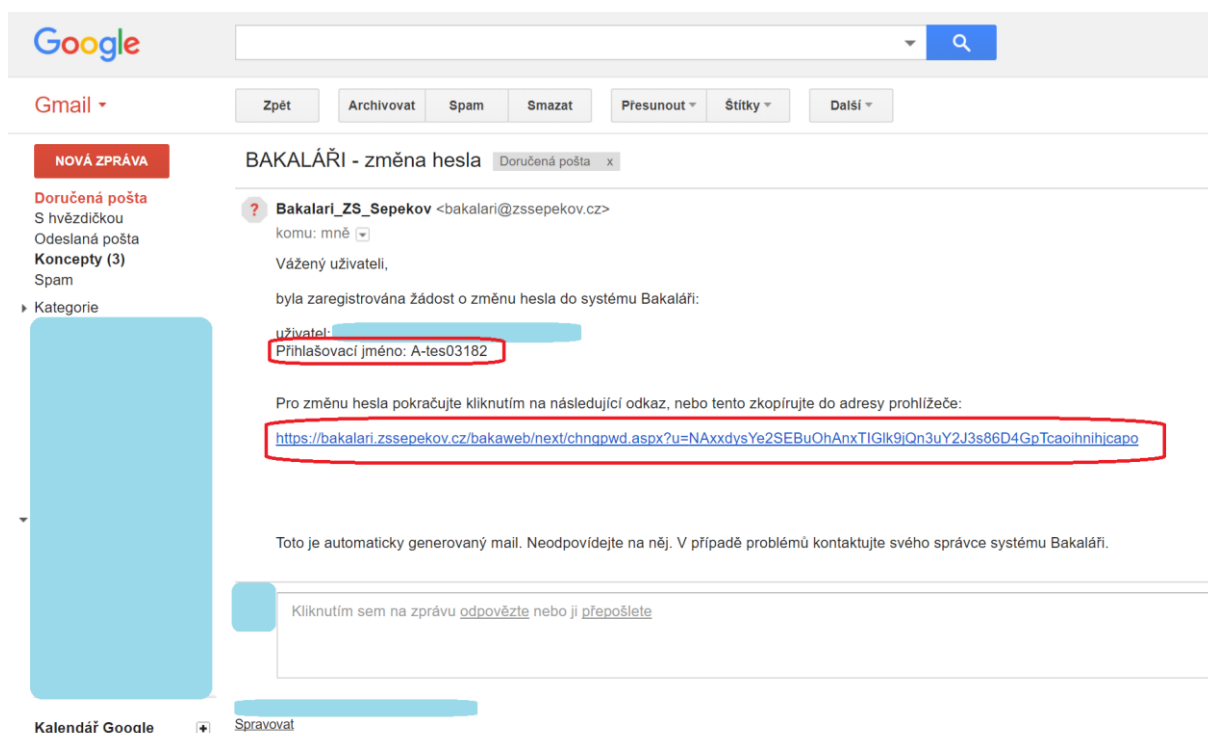 Google
Gmail
Zpět Archivovat Spam Smazat Přesunout Štítky Další
NOVÁ ZPRÁVA
BAKALÁŘI - změna hesla Doručená pošta x
Doručená pošta
S hvězdičkou
Odeslaná pošta
Koncepty (3)
Spam
Kategorie
? Bakalari_ZS_Sepekov <bakalari@zssepekov.cz>
komu: mně
Vážený uživateli,
byla zaregistrována žádost o změnu hesla do systému Bakaláři:
uživatel:
Přihlašovací jméno: A-tes03182
Pro změnu hesla pokračujte kliknutím na následující odkaz, nebo tento zkopírujte do adresy prohlížeče:
https://bakalari.zssepekov.cz/bakaweb/next/chngpwd.aspx?u=NAxxdysYe2SEBuOhAnxTIGlk9jQn3uY2J3s86D4GpTcaoihnihjcapo
Toto je automaticky generovaný mail. Neodpovídejte na něj. V případě problémů kontaktujte svého správce systému Bakaláři.
Kliknutím sem na zprávu odpovězte nebo ji přepošlete
Kalendář Google
Spravovat